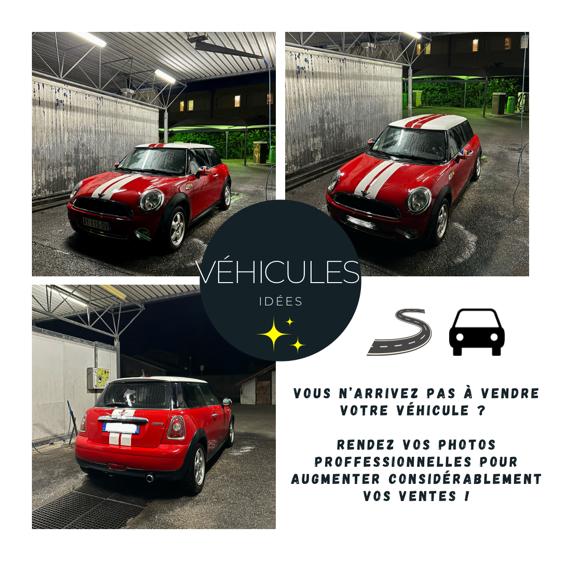 VÉHICULES
IDÉES
VOUS N'ARRIVEZ PAS À VENDRE
VOTRE VÉHICULE ?
RENDEZ VOS PHOTOS
PROFFESSIONNELLES POUR
AUGMENTER CONSIDÉRABLEMENT
VOS VENTES !